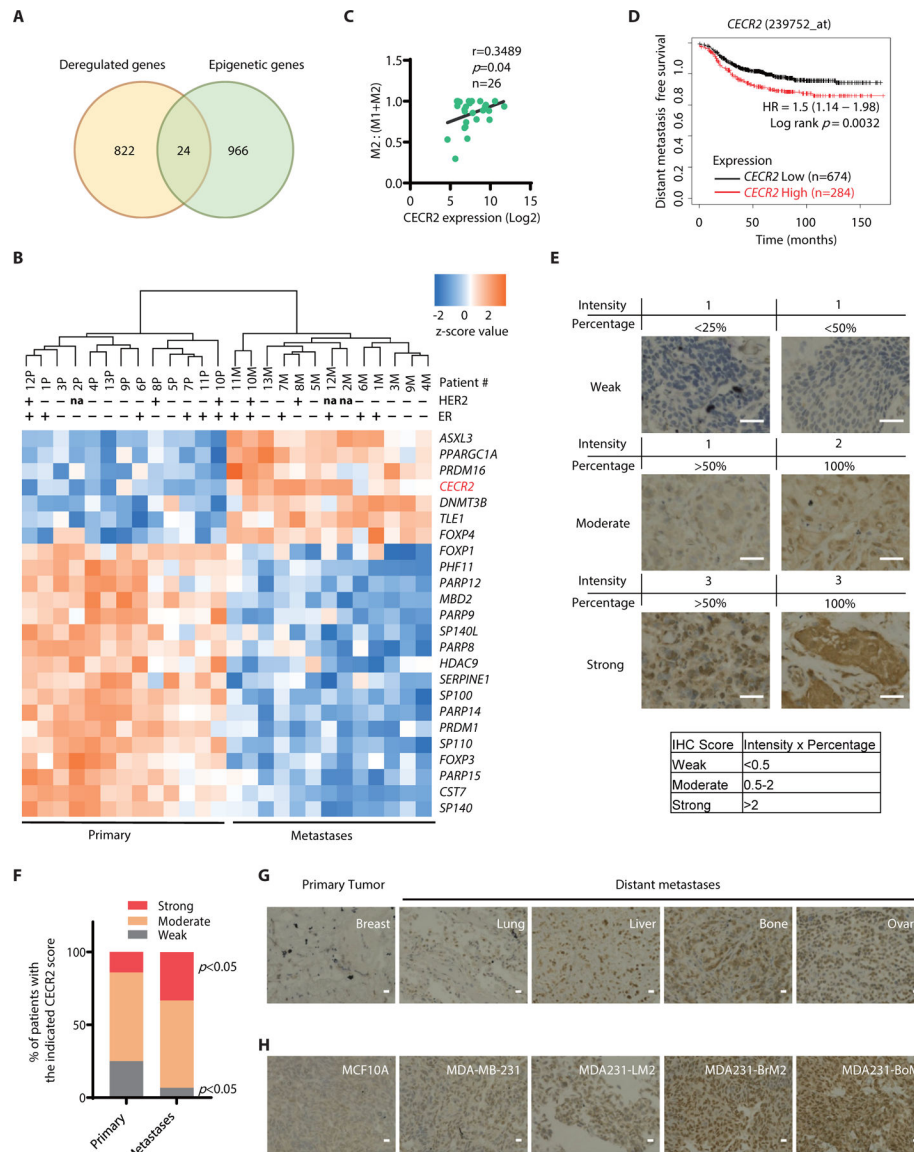 A
Deregulated genes
Epigenetic genes
822
24
966
C
r=0.3489
p=0.04
n=26
M2 : (M1+M2)
1.5
1.0
0.5
0.0
0
5
10
15
CECR2 expression (Log2)
D
CECR2 (239752_at)
Distant metastasis free survival
1.0
0.8
0.6
0.4
0.2
0.0
HR = 1.5 (1.14 − 1.98)
Log rank p = 0.0032
Expression
CECR2 Low (n=674)
CECR2 High (n=284)
0
50
100
150
Time (months)
B
-2 0 2
z-score value
12P 1P 3P 2P 4P 13P 9P 6P 8P 5P 7P 11P 10P 11M 10M 13M 7M 8M 5M 12M 2M 6M 1M 3M 9M 4M
Patient #
+ − − na − − − − − − − − + − + − − + − na na − − − − −
HER2
+ + − − − − − + − − + + + + + − + − − + − + + − − −
ER
ASXL3
PPARGC1A
PRDM16
CECR2
DNMT3B
TLE1
FOXP4
FOXP1
PHF11
PARP12
MBD2
PARP9
SP140L
PARP8
HDAC9
SERPINE1
SP100
PARP14
PRDM1
SP110
FOXP3
PARP15
CST7
SP140
Primary
Metastases
E
Intensity 1 1
Percentage <25% <50%
Weak
Intensity 1 2
Percentage >50% 100%
Moderate
Intensity 3 3
Percentage >50% 100%
Strong
IHC Score Intensity x Percentage
Weak <0.5
Moderate 0.5-2
Strong >2
F
Strong
Moderate
Weak
% of patients with
the indicated CECR2 score
100
50
0
p<0.05
p<0.05
Primary
Metastases
G
Primary Tumor
Distant metastases
Breast
Lung
Liver
Bone
Ovar
H
MCF10A
MDA-MB-231
MDA231-LM2
MDA231-BrM2
MDA231-BoM